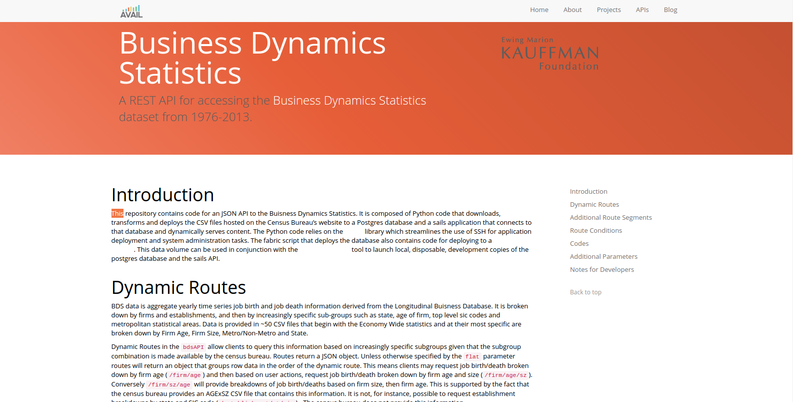 AVAIL
Home About Projects APIs Blog
Business Dynamics
Statistics
A REST API for accessing the Business Dynamics Statistics
dataset from 1976-2013.
Ewing Marion
KAUFFMAN
Foundation
Introduction
This repository contains code for an JSON API to the Buisness Dynamics Statistics. It is composed of Python code that downloads,
transforms and deploys the CSV files hosted on the Census Bureau's website to a Postgres database and a sails application that connects to
that database and dynamically serves content. The Python code relies on the library which streamlines the use of SSH for application
deployment and system administration tasks. The fabric script that deploys the database also contains code for deploying to a
. This data volume can be used in conjunction with the tool to launch local, disposable, development copies of the
postgres database and the sails API.
Dynamic Routes
BDS data is aggregate yearly time series job birth and job death information derived from the Longitudinal Buisness Database. It is broken
down by firms and establishments, and then by increasingly specific sub-groups such as state, age of firm, top level sic codes and
metropolitan statistical areas. Data is provided in ~50 CSV files that begin with the Economy Wide statistics and at their most specific are
broken down by Firm Age, Firm Size, Metro/Non-Metro and State.
Dynamic Routes in the bdsAPI allow clients to query this information based on increasingly specific subgroups given that the subgroup
combination is made available by the census bureau. Routes return a JSON object. Unless otherwise specified by the flat parameter
routes will return an object that groups row data in the order of the dynamic route. This means clients may request job birth/death broken
down by firm age ( /firm/age ) and then based on user actions, request job birth/death broken down by firm age and size ( /firm/age/sz ).
Conversely /firm/sz/age will provide breakdowns of job birth/deaths based on firm size, then firm age. This is supported by the fact that
the census bureau provides an AGExSZ CSV file that contains this information. It is not, for instance, possible to request establishment
Introduction
Dynamic Routes
Additional Route Segments
Route Conditions
Codes
Additional Parameters
Notes for Developers
Back to top